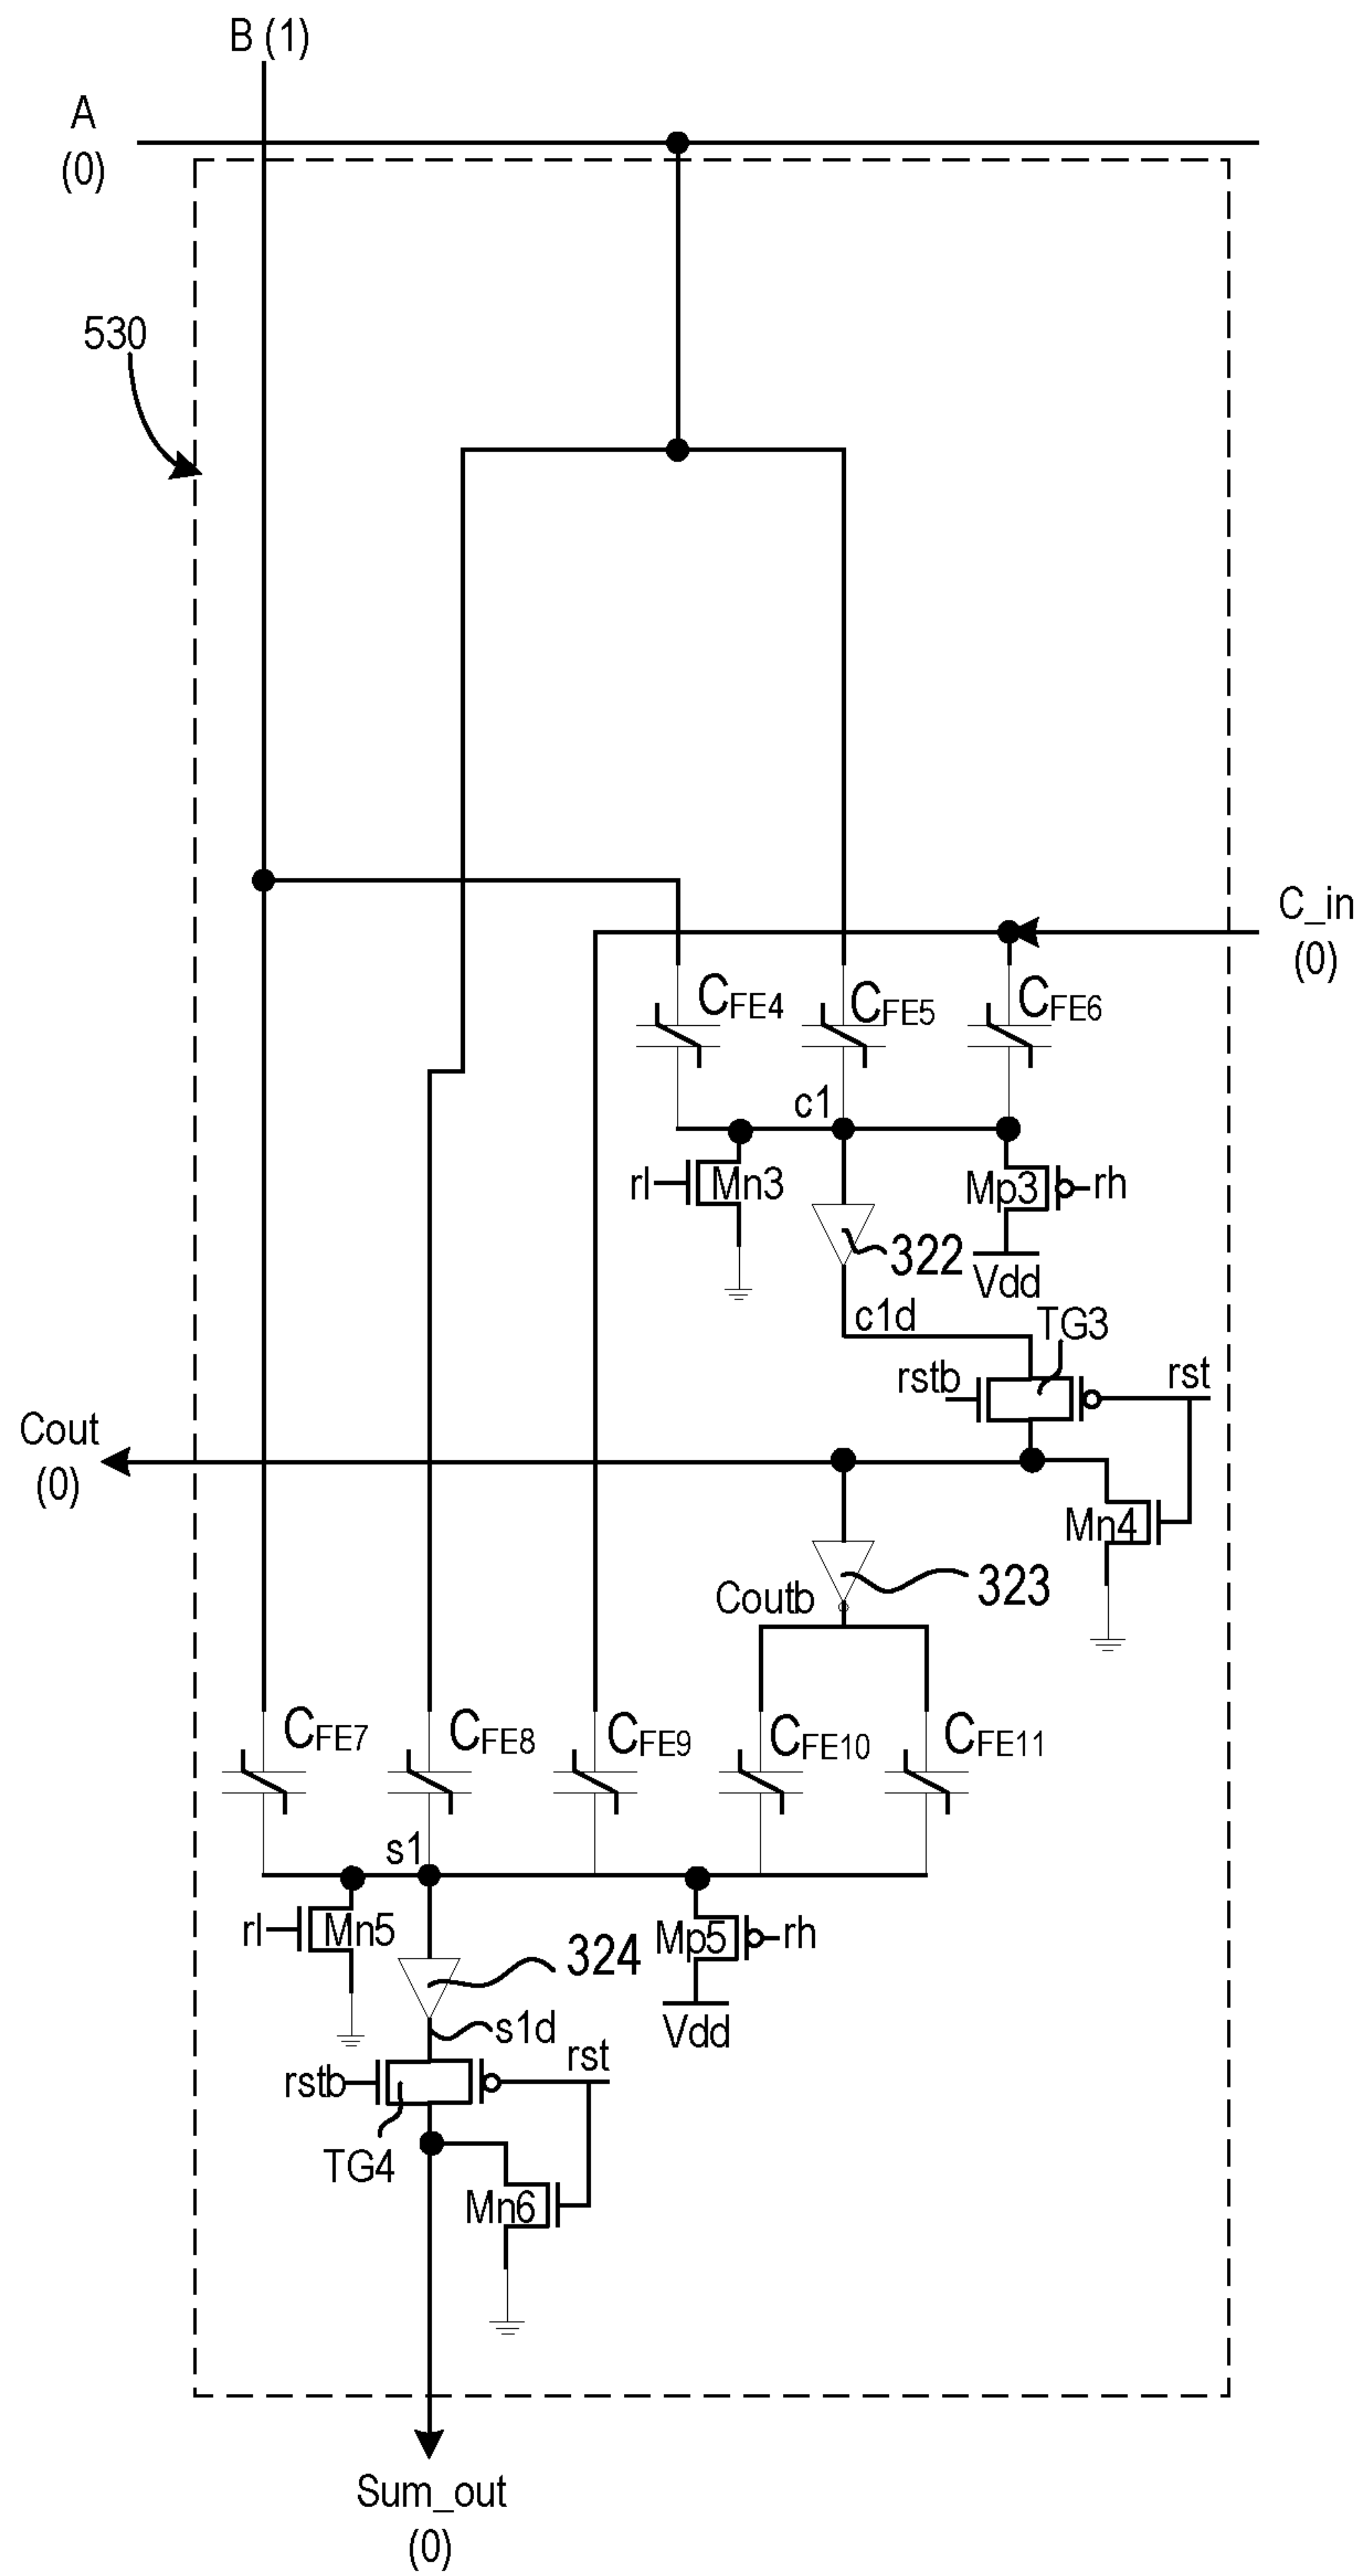 B (1)
A
(0)
530
C_in
(0)
CFE4
CFE5
CFE6
c1
rl
Mn3
Mp3
rh
322
Vdd
c1d
TG3
rstb
rst
Cout
(0)
Mn4
323
Coutb
CFE7
CFE8
CFE9
CFE10
CFE11
s1
rl
Mn5
324
Mp5
rh
s1d
Vdd
rstb
rst
TG4
Mn6
Sum_out
(0)